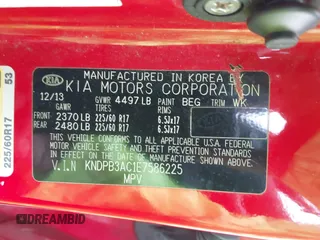 MANUFACTURED IN KOREA BY
KIA KIA MOTORS CORPORATION
12/13 GVWR 4497 LB PAINT BEG TRIM WK
GAWR TIRES RIMS
FRONT 2370 LB 225/60 R17 6.5Jx17
REAR 2480 LB 225/60 R17 6.5Jx17
THIS VEHICLE CONFORMS TO ALL APPLICABLE U.S.A. FEDERAL
MOTOR VEHICLE SAFETY, BUMPER, AND THEFT PREVENTION
STANDARDS IN EFFECT ON THE DATE OF MANUFACTURE
SHOWN ABOVE.
V.I.N KNDPB3AC1E7586225
MPV
225/60R17 53
DREAMBID